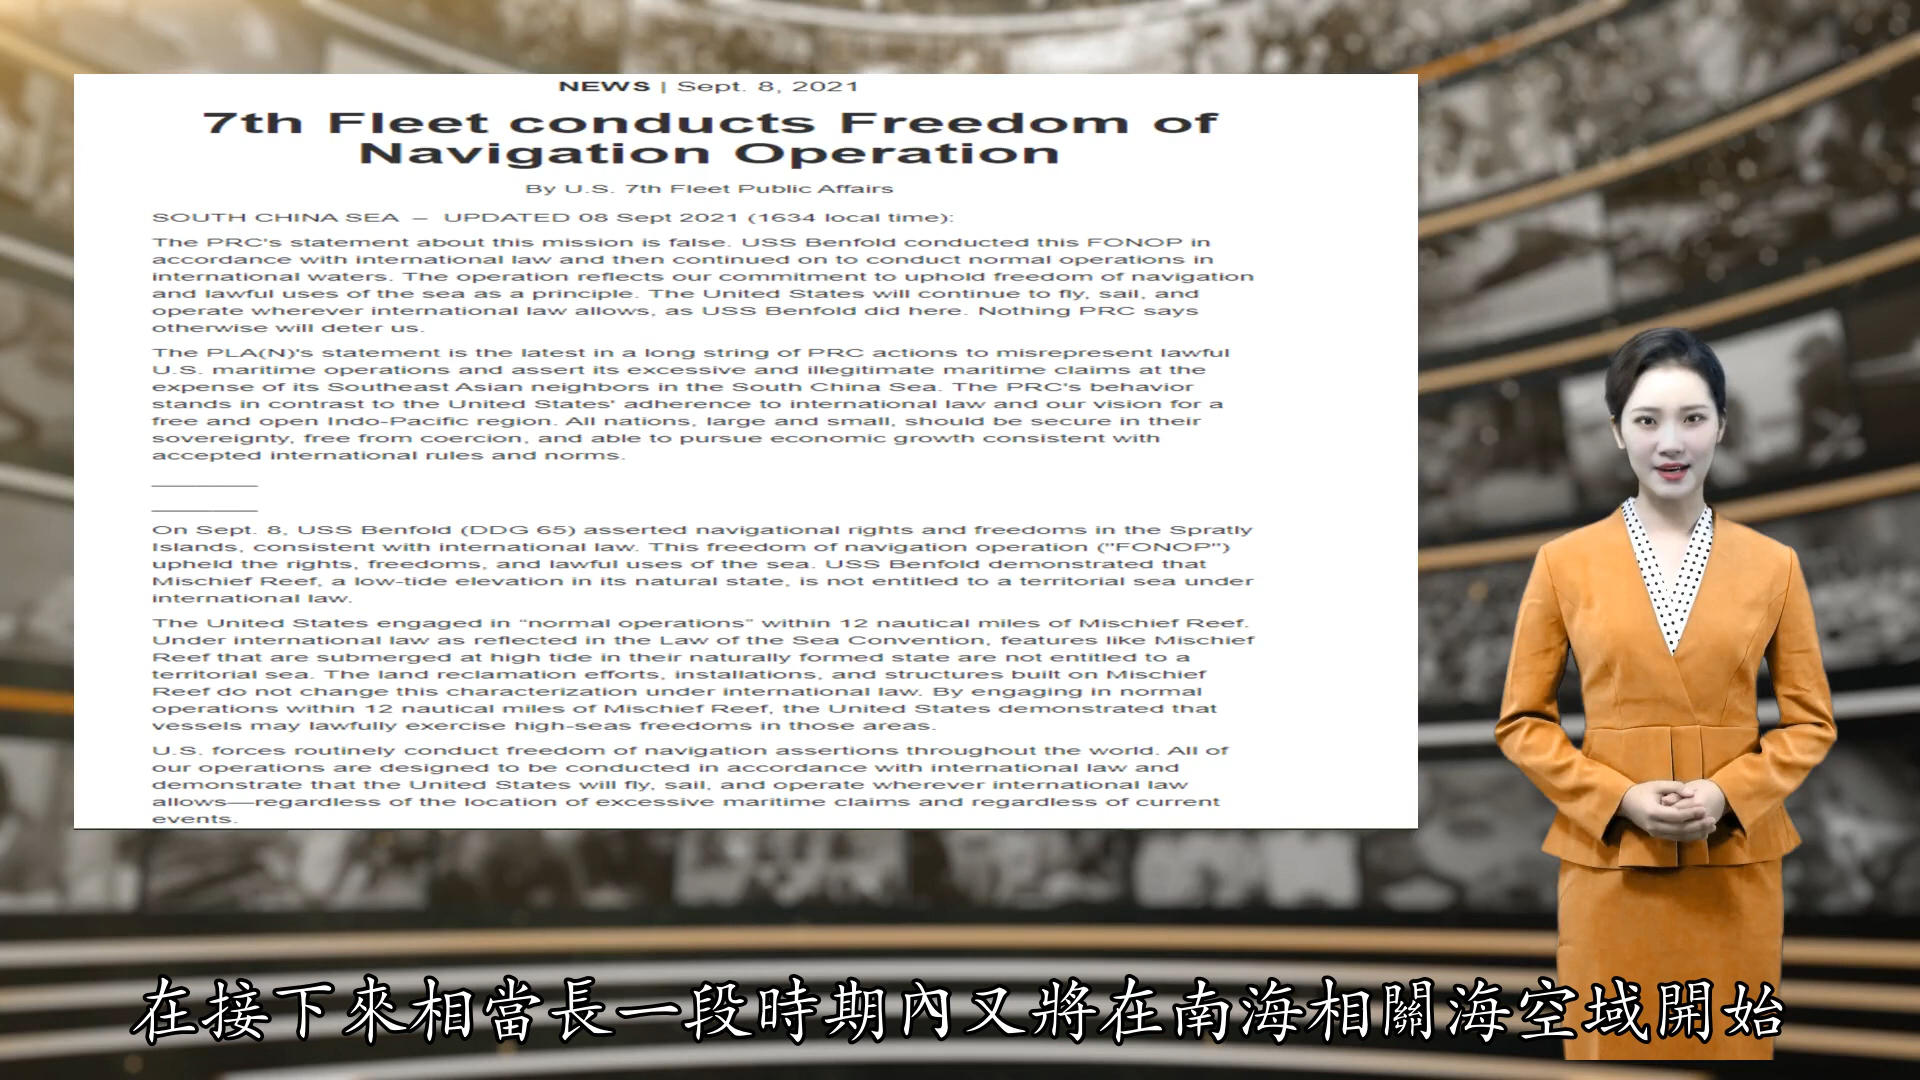 NEWS | Sept. 8, 2021
7th Fleet conducts Freedom of
Navigation Operation
By U.S. 7th Fleet Public Affairs
SOUTH CHINA SEA – UPDATED 08 Sept 2021 (1634 local time):
The PRC's statement about this mission is false. USS Benfold conducted this FONOP in
accordance with international law and then continued on to conduct normal operations in
international waters. The operation reflects our commitment to uphold freedom of navigation
and lawful uses of the sea as a principle. The United States will continue to fly, sail, and
operate wherever international law allows, as USS Benfold did here. Nothing PRC says
otherwise will deter us.
The PLA(N)'s statement is the latest in a long string of PRC actions to misrepresent lawful
U.S. maritime operations and assert its excessive and illegitimate maritime claims at the
expense of its Southeast Asian neighbors in the South China Sea. The PRC's behavior
stands in contrast to the United States' adherence to international law and our vision for a
free and open Indo-Pacific region. All nations, large and small, should be secure in their
sovereignty, free from coercion, and able to pursue economic growth consistent with
accepted international rules and norms.
On Sept. 8, USS Benfold (DDG 65) asserted navigational rights and freedoms in the Spratly
Islands, consistent with international law. This freedom of navigation operation ("FONOP")
upheld the rights, freedoms, and lawful uses of the sea. USS Benfold demonstrated that
Mischief Reef, a low-tide elevation in its natural state, is not entitled to a territorial sea under
international law.
The United States engaged in “normal operations” within 12 nautical miles of Mischief Reef.
Under international law as reflected in the Law of the Sea Convention, features like Mischief
Reef that are submerged at high tide in their naturally formed state are not entitled to a
territorial sea. The land reclamation efforts, installations, and structures built on Mischief
Reef do not change this characterization under international law. By engaging in normal
operations within 12 nautical miles of Mischief Reef, the United States demonstrated that
vessels may lawfully exercise high-seas freedoms in those areas.
U.S. forces routinely conduct freedom of navigation assertions throughout the world. All of
our operations are designed to be conducted in accordance with international law and
demonstrate that the United States will fly, sail, and operate wherever international law
allows—regardless of the location of excessive maritime claims and regardless of current
events.
在接下來相當長一段時期內又將在南海相關海空域開始